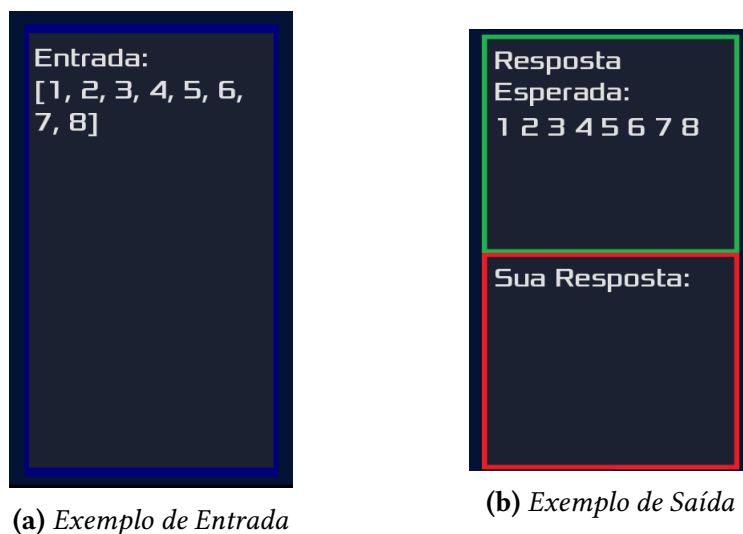 Entrada:
[1, 2, 3, 4, 5, 6,
7, 8]
(a) Exemplo de Entrada
Resposta
Esperada:
1 2 3 4 5 6 7 8
Sua Resposta:
(b) Exemplo de Saída